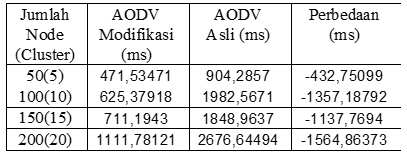 Jumlah Node (Cluster) AODV Modifikasi (ms) AODV Asli (ms) Perbedaan (ms)
50(5) 471,53471 904,2857 -432,75099
100(10) 625,37918 1982,5671 -1357,18792
150(15) 711,1943 1848,9637 -1137,7694
200(20) 1111,78121 2676,64494 -1564,86373